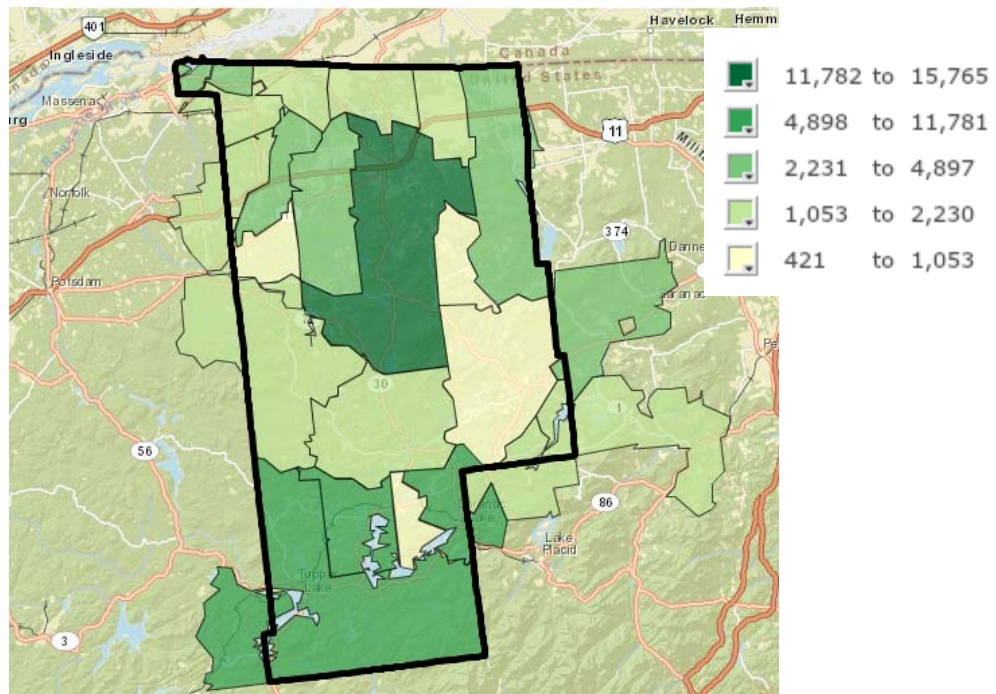 Havelock
Hemm
401
Ingleside
Canada
United States
Massena
urg
11
Norfolk
374
Danne
Potsdam
30
1
56
86
Lake
Placid
Lake
Tupper
Lake
3
11,782 to 15,765
4,898 to 11,781
2,231 to 4,897
1,053 to 2,230
421 to 1,053